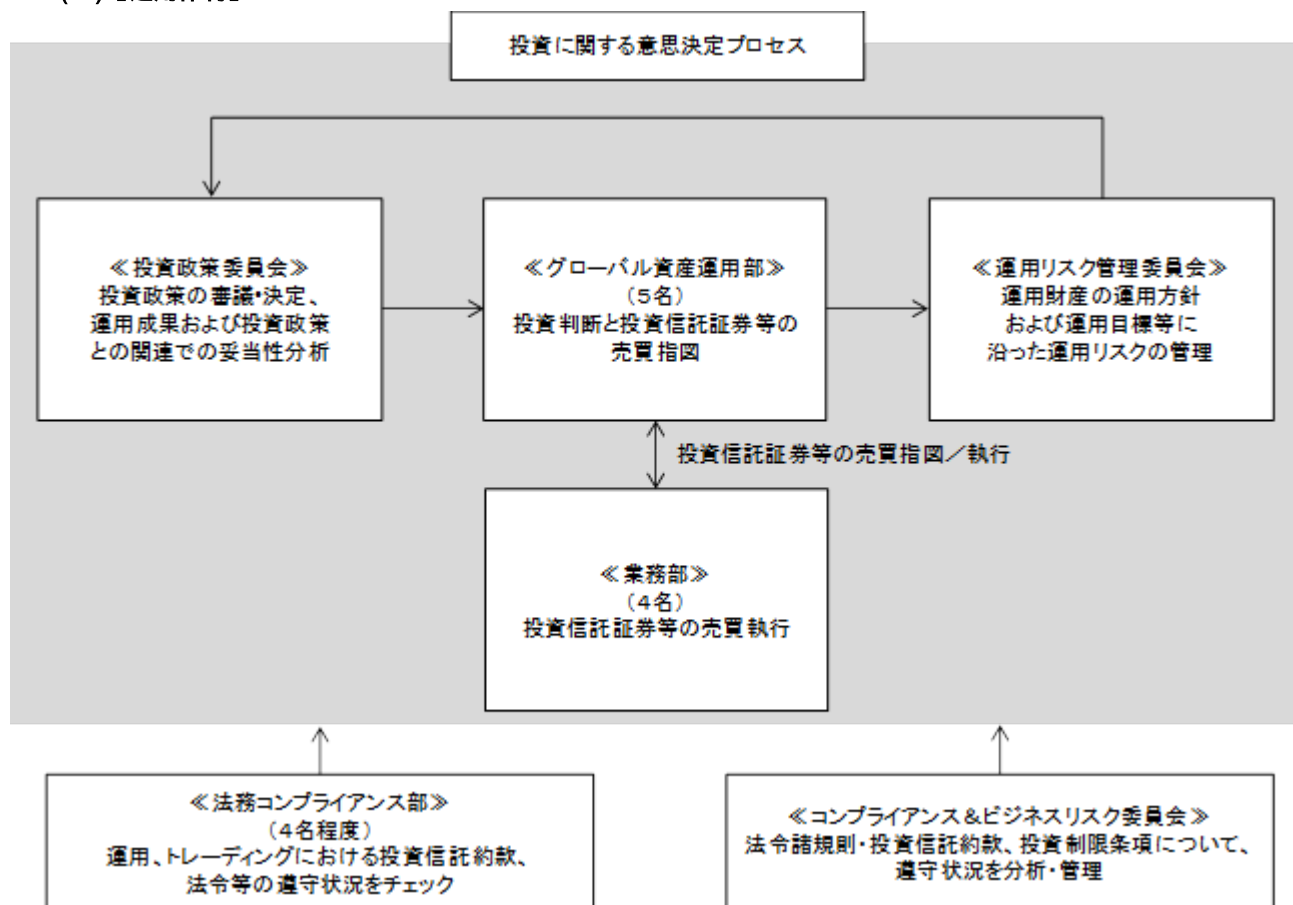 投資に関する意思決定プロセス
≪投資政策委員会≫
投資政策の審議・決定、
運用成果および投資政策
との関連での妥当性分析
≪グローバル資産運用部≫
(5名)
投資判断と投資信託証券等の
売買指図
≪運用リスク管理委員会≫
運用財産の運用方針
および運用目標等に
沿った運用リスクの管理
投資信託証券等の売買指図／執行
≪業務部≫
(4名)
投資信託証券等の売買執行
≪法務コンプライアンス部≫
(4名程度)
運用、トレーディングにおける投資信託約款、
法令等の遵守状況をチェック
≪コンプライアンス＆ビジネスリスク委員会≫
法令諸規則・投資信託約款、投資制限条項について、
遵守状況を分析・管理